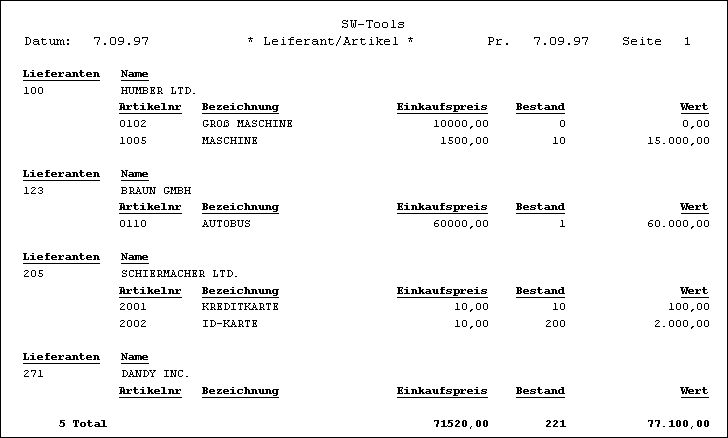 SW-Tools
Datum: 7.09.97 * Leiferant/Artikel * Pr. 7.09.97 Seite 1
Lieferanten Name
100 HUMBER LTD.
Artikelnr Bezeichnung Einkaufspreis Bestand Wert
0102 GROß MASCHINE 10000,00 0 0,00
1005 MASCHINE 1500,00 10 15.000,00
Lieferanten Name
123 BRAUN GMBH
Artikelnr Bezeichnung Einkaufspreis Bestand Wert
0110 AUTOBUS 60000,00 1 60.000,00
Lieferanten Name
205 SCHIERMACHER LTD.
Artikelnr Bezeichnung Einkaufspreis Bestand Wert
2001 KREDITKARTE 10,00 10 100,00
2002 ID-KARTE 10,00 200 2.000,00
Lieferanten Name
271 DANDY INC.
Artikelnr Bezeichnung Einkaufspreis Bestand Wert
5 Total 71520,00 221 77.100,00